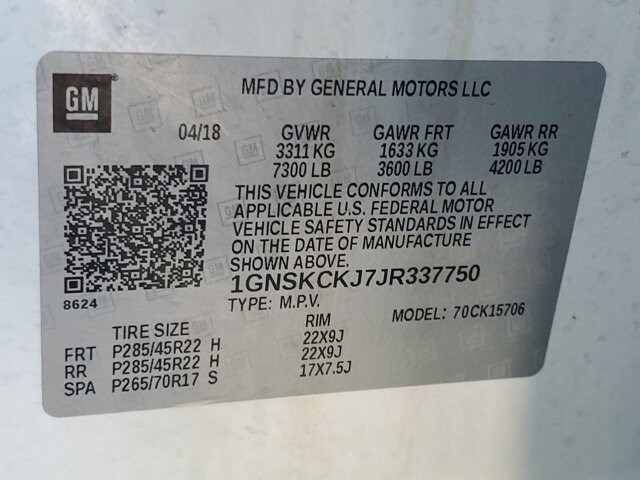 GM
MFD BY GENERAL MOTORS LLC
04/18 GVWR GAWR FRT GAWR RR
3311 KG 1633 KG 1905 KG
7300 LB 3600 LB 4200 LB
THIS VEHICLE CONFORMS TO ALL
APPLICABLE U.S. FEDERAL MOTOR
VEHICLE SAFETY STANDARDS IN EFFECT
ON THE DATE OF MANUFACTURE
SHOWN ABOVE.
1GNSKCKJ7JR337750
8624
TYPE: M.P.V. MODEL: 70CK15706
TIRE SIZE RIM
FRT P285/45R22 H 22X9J
RR P285/45R22 H 22X9J
SPA P265/70R17 S 17X7.5J